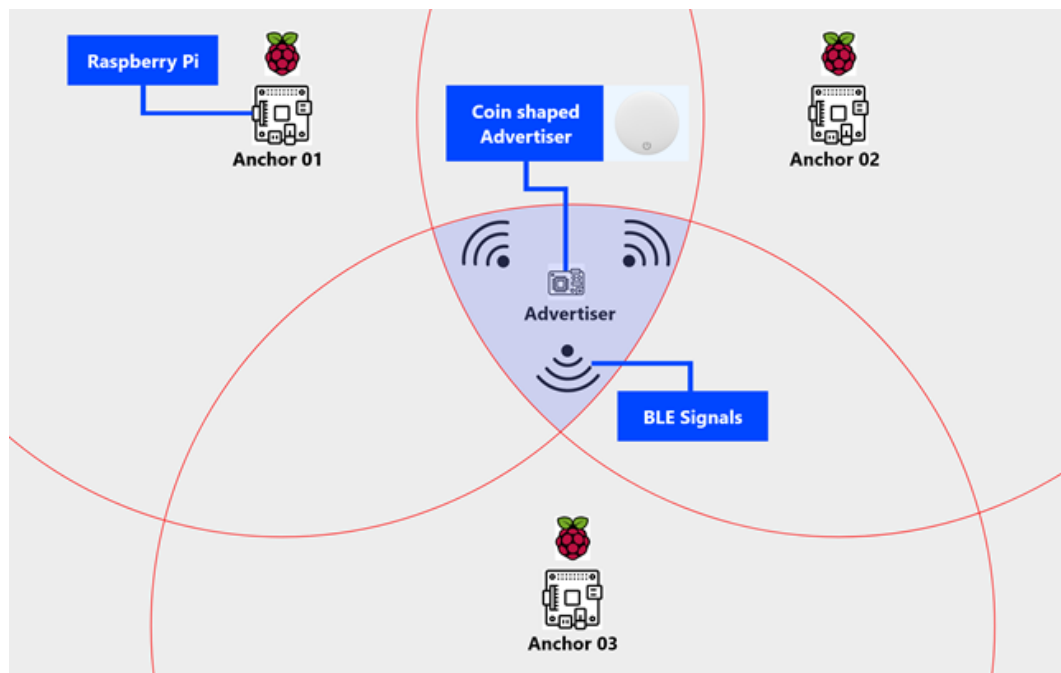 Raspberry Pi
Anchor 01
Coin shaped
Advertiser
Anchor 02
Advertiser
BLE Signals
Anchor 03